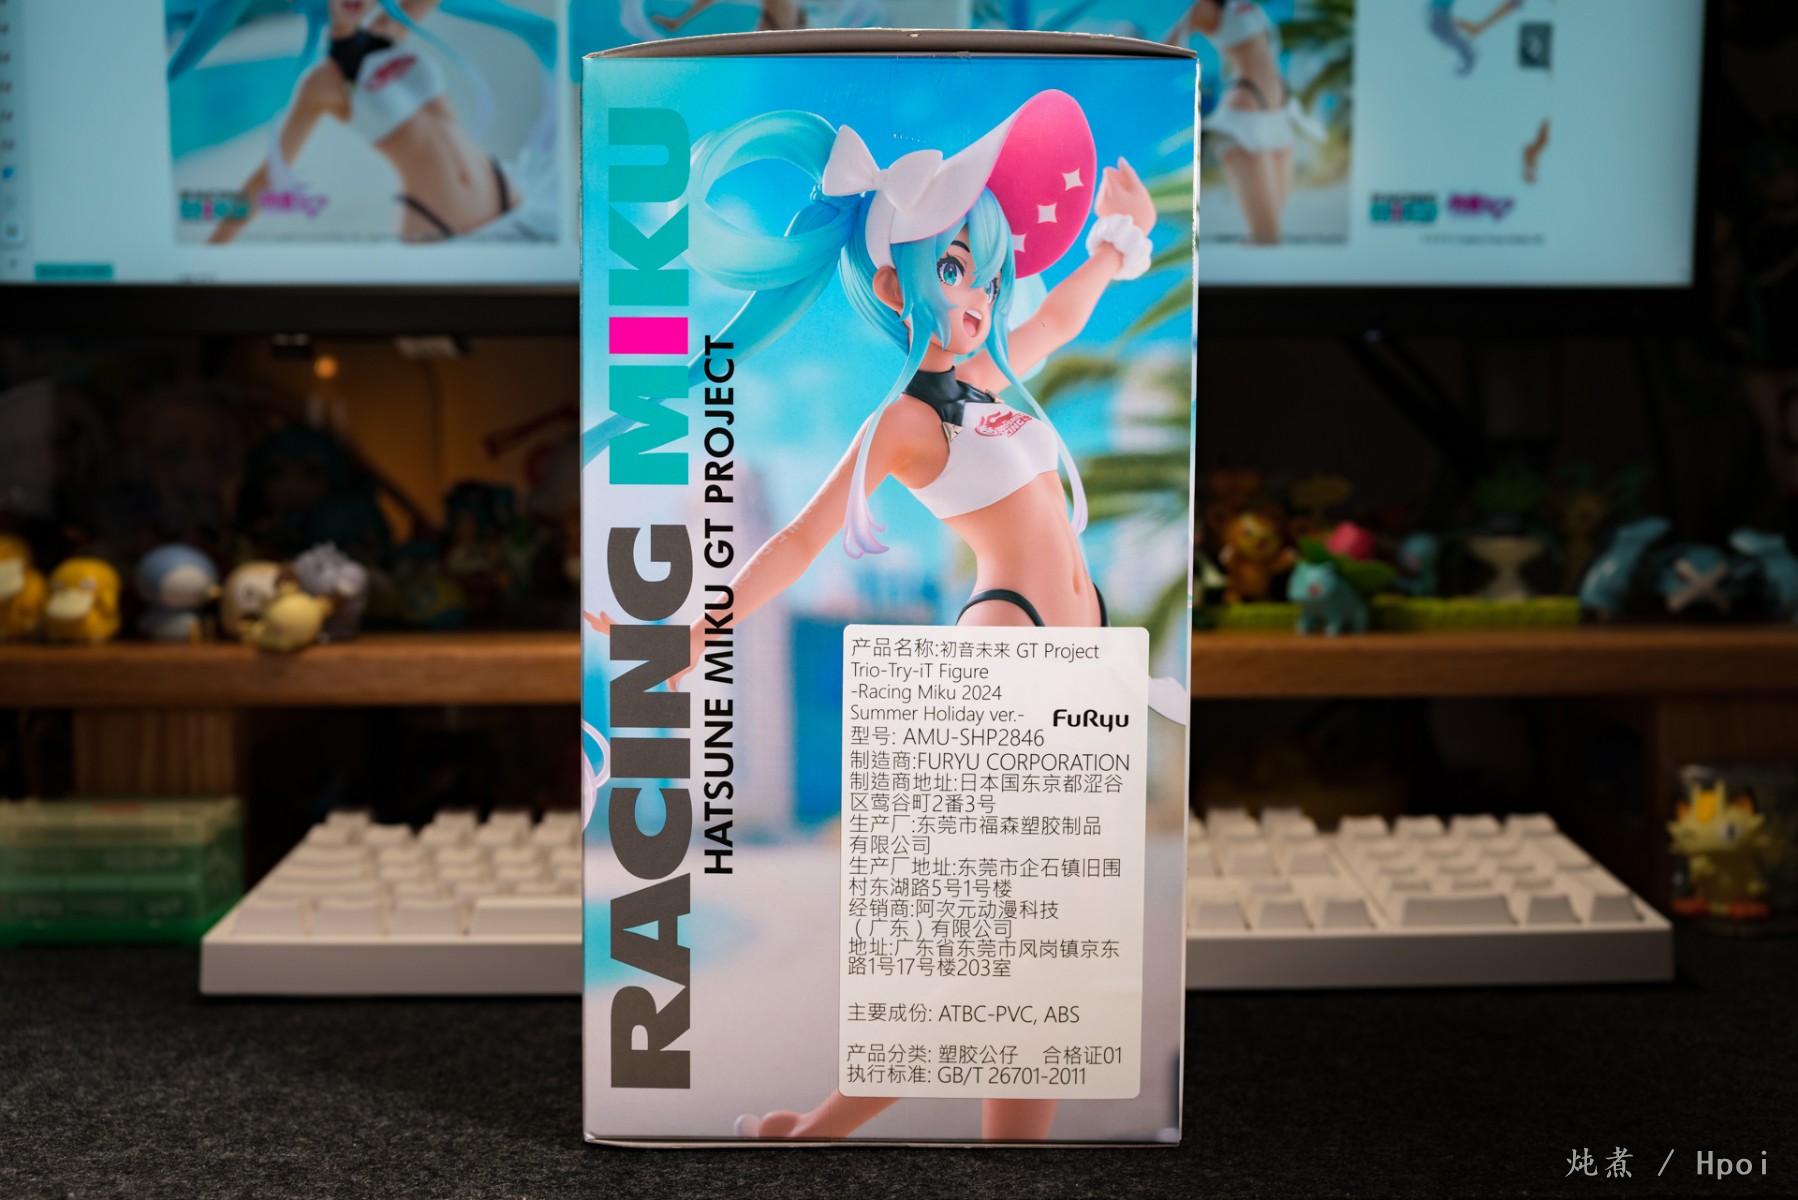 RACING MIKU
HATSUNE MIKU GT PROJECT
产品名称:初音未来 GT Project
Trio-Try-iT Figure
-Racing Miku 2024
Summer Holiday ver.-
FuRyu
型号: AMU-SHP2846
制造商:FURYU CORPORATION
制造商地址:日本国东京都涩谷
区莺谷町2番3号
生产厂:东莞市福森塑胶制品
有限公司
生产厂地址:东莞市企石镇旧围
村东湖路5号1号楼
经销商:阿次元动漫科技
（广东）有限公司
地址:广东省东莞市凤岗镇京东
路1号17号楼203室
主要成份: ATBC-PVC, ABS
产品分类: 塑胶公仔 合格证01
执行标准: GB/T 26701-2011
炖煮 / Hpoi